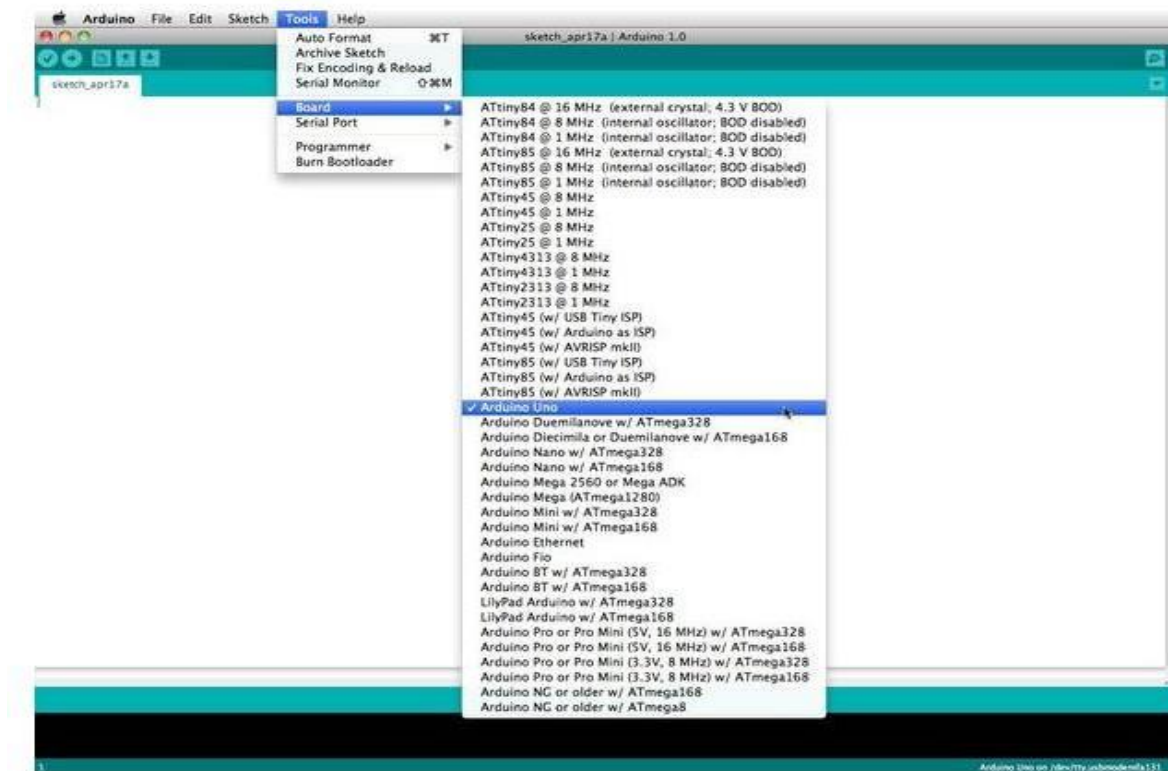 Arduino File Edit Sketch Tools Help
sketch_apr17a | Arduino 1.0
sketch_apr17a
Auto Format ⌘T
Archive Sketch
Fix Encoding & Reload
Serial Monitor ⇧⌘M
Board
Serial Port
Programmer
Burn Bootloader
ATtiny84 @ 16 MHz (external crystal; 4.3 V BOD)
ATtiny84 @ 8 MHz (internal oscillator; BOD disabled)
ATtiny84 @ 1 MHz (internal oscillator; BOD disabled)
ATtiny85 @ 16 MHz (external crystal; 4.3 V BOD)
ATtiny85 @ 8 MHz (internal oscillator; BOD disabled)
ATtiny85 @ 1 MHz (internal oscillator; BOD disabled)
ATtiny45 @ 8 MHz
ATtiny45 @ 1 MHz
ATtiny25 @ 8 MHz
ATtiny25 @ 1 MHz
ATtiny4313 @ 8 MHz
ATtiny4313 @ 1 MHz
ATtiny2313 @ 8 MHz
ATtiny2313 @ 1 MHz
ATtiny45 (w/ USB Tiny ISP)
ATtiny45 (w/ Arduino as ISP)
ATtiny45 (w/ AVRISP mkII)
ATtiny85 (w/ USB Tiny ISP)
ATtiny85 (w/ Arduino as ISP)
ATtiny85 (w/ AVRISP mkII)
✓ Arduino Uno
Arduino Duemilanove w/ ATmega328
Arduino Diecimila or Duemilanove w/ ATmega168
Arduino Nano w/ ATmega328
Arduino Nano w/ ATmega168
Arduino Mega 2560 or Mega ADK
Arduino Mega (ATmega1280)
Arduino Mini w/ ATmega328
Arduino Mini w/ ATmega168
Arduino Ethernet
Arduino Fio
Arduino BT w/ ATmega328
Arduino BT w/ ATmega168
LilyPad Arduino w/ ATmega328
LilyPad Arduino w/ ATmega168
Arduino Pro or Pro Mini (5V, 16 MHz) w/ ATmega328
Arduino Pro or Pro Mini (5V, 16 MHz) w/ ATmega168
Arduino Pro or Pro Mini (3.3V, 8 MHz) w/ ATmega328
Arduino Pro or Pro Mini (3.3V, 8 MHz) w/ ATmega168
Arduino NG or older w/ ATmega168
Arduino NG or older w/ ATmega8
1
Arduino Uno on